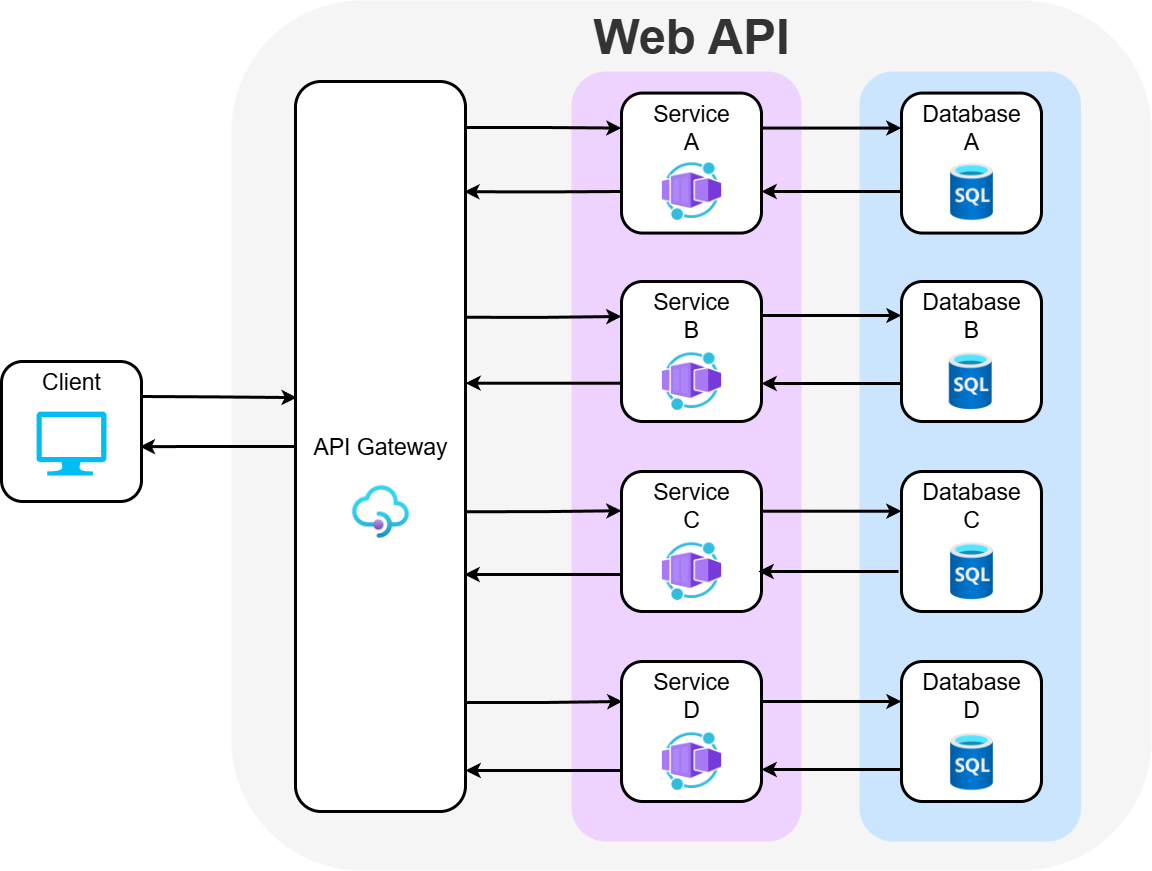 Web API
Client
API Gateway
Service
A
Database
A
SQL
Service
B
Database
B
SQL
Service
C
Database
C
SQL
Service
D
Database
D
SQL